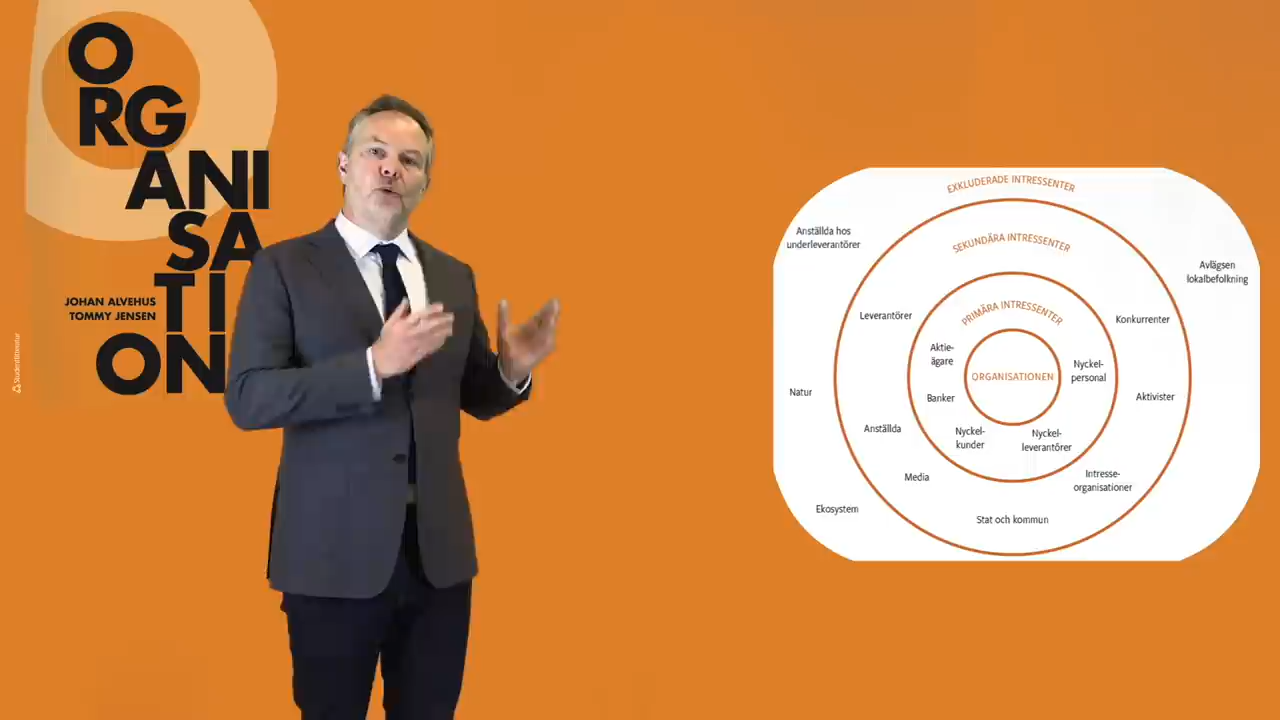 O
RG
ANI
SA
TI
ON
JOHAN ALVEHUS
TOMMY JENSEN
Studentlitteratur
EXKLUDERADE INTRESSENTER
SEKUNDÄRA INTRESSENTER
PRIMÄRA INTRESSENTER
ORGANISATIONEN
Anställda hos
underleverantörer
Avlägsen
lokalbefolkning
Leverantörer
Konkurrenter
Aktie-
ägare
Nyckel-
personal
Natur
Banker
Aktivister
Anställda
Nyckel-
kunder
Nyckel-
leverantörer
Media
Intresse-
organisationer
Ekosystem
Stat och kommun